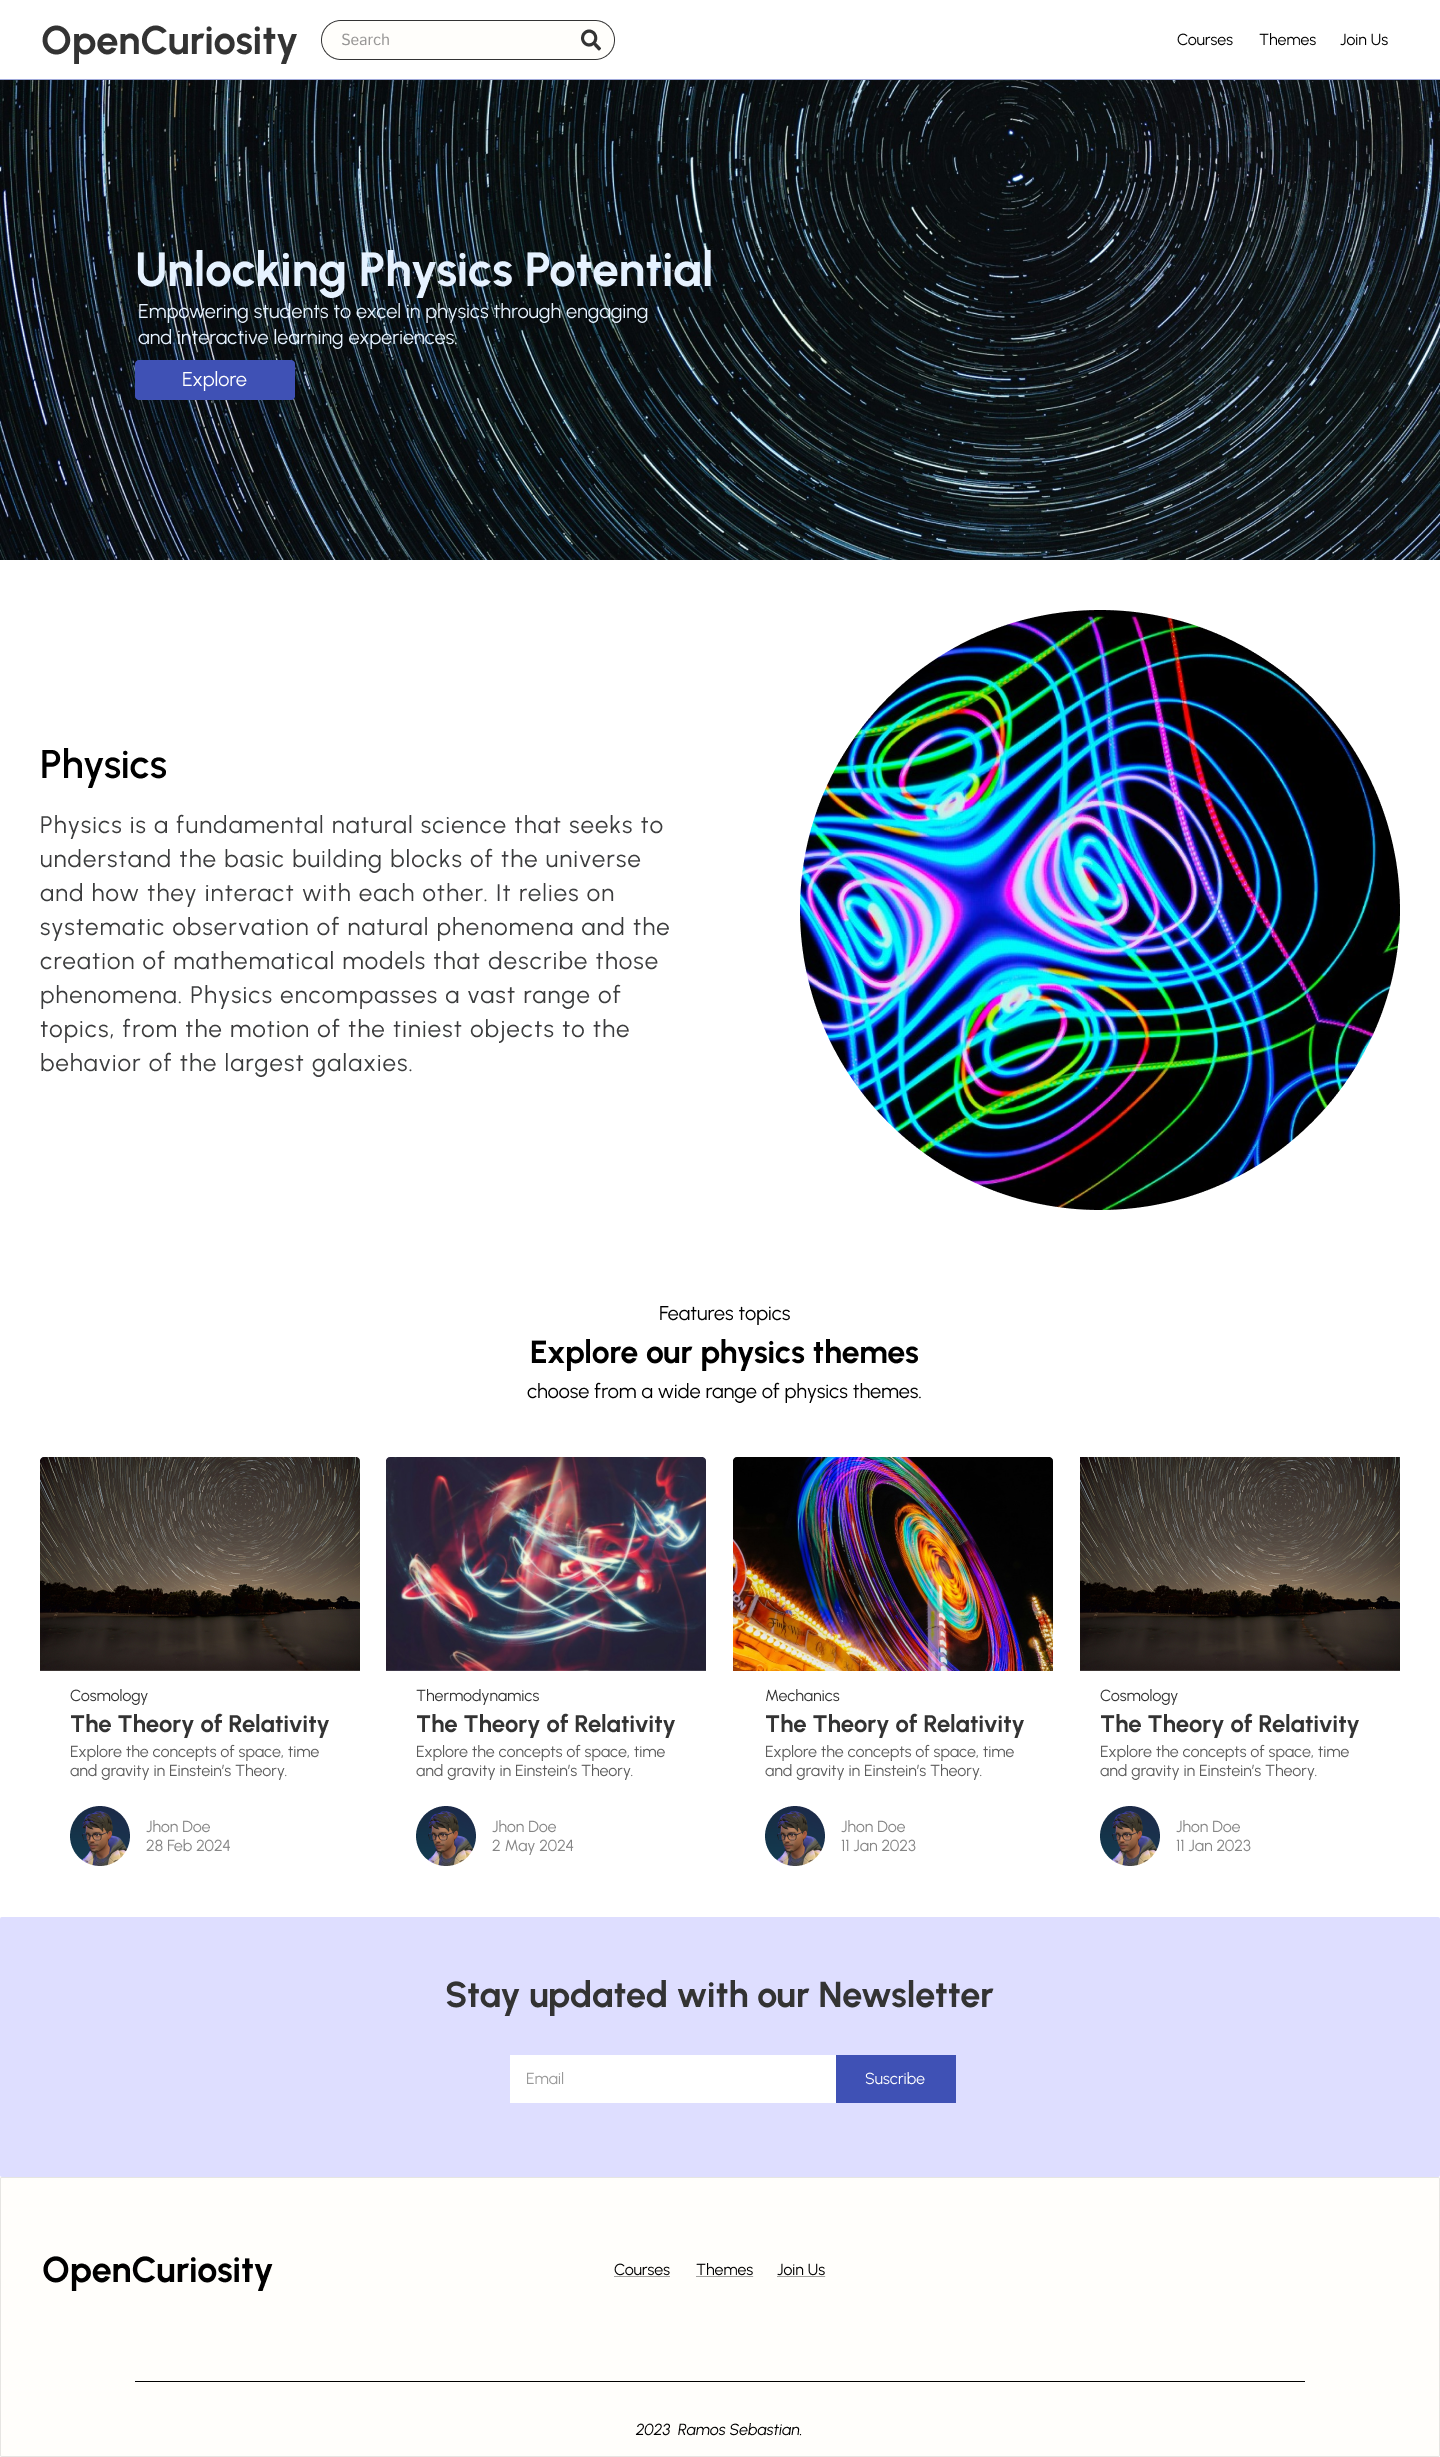 OpenCuriosity
Search
Courses Themes Join Us
Unlocking Physics Potential
Empowering students to excel in physics through engaging
and interactive learning experiences.
Explore
Physics
Physics is a fundamental natural science that seeks to
understand the basic building blocks of the universe
and how they interact with each other. It relies on
systematic observation of natural phenomena and the
creation of mathematical models that describe those
phenomena. Physics encompasses a vast range of
topics, from the motion of the tiniest objects to the
behavior of the largest galaxies.
Features topics
Explore our physics themes
choose from a wide range of physics themes.
Cosmology
The Theory of Relativity
Explore the concepts of space, time
and gravity in Einstein's Theory.
Jhon Doe
28 Feb 2024
Thermodynamics
The Theory of Relativity
Explore the concepts of space, time
and gravity in Einstein's Theory.
Jhon Doe
2 May 2024
Mechanics
The Theory of Relativity
Explore the concepts of space, time
and gravity in Einstein's Theory.
Jhon Doe
11 Jan 2023
Cosmology
The Theory of Relativity
Explore the concepts of space, time
and gravity in Einstein's Theory.
Jhon Doe
11 Jan 2023
Stay updated with our Newsletter
Email
Suscribe
OpenCuriosity
Courses Themes Join Us
2023 Ramos Sebastian.